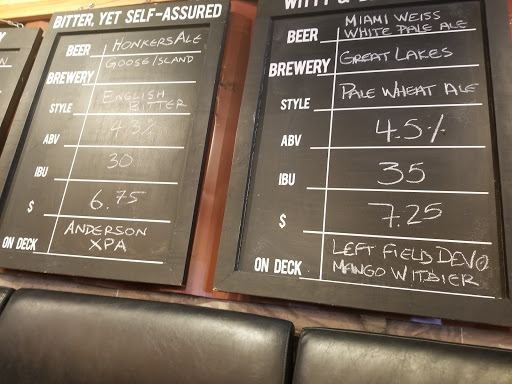 BITTER, YET SELF-ASSURED
BEER HONKERS ALE
BREWERY GOOSE ISLAND
STYLE ENGLISH
BITTER
ABV 4.3%
IBU 30
$ 6.75
ON DECK ANDERSON
XPA
WITTY &
BEER MIAMI WEISS
WHITE PALE ALE
BREWERY GREAT LAKES
STYLE PALE WHEAT ALE
ABV 4.5%
IBU 35
$ 7.25
ON DECK LEFT FIELD DEVO
MANGO WITBIER